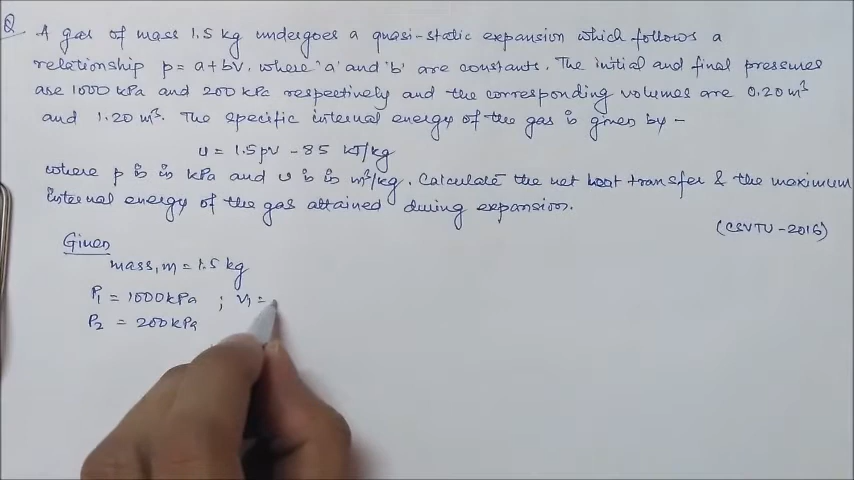 Q A gas of mass 1.5 kg undergoes a quasi-static expansion which follows a
relationship p = a + bV, where 'a' and 'b' are constants. The initial and final pressures
are 1000 kPa and 200 kPa respectively and the corresponding volumes are 0.20 m³
and 1.20 m³. The specific internal energy of the gas is given by -
u = 1.5pv - 85 kJ/kg
where p is in kPa and v is in m³/kg. Calculate the net heat transfer & the maximum
internal energy of the gas attained during expansion.
(CSVTU-2016)
Given
mass, m = 1.5 kg
P₁ = 1000 kPa ; V₁ =
P₂ = 200 kPa